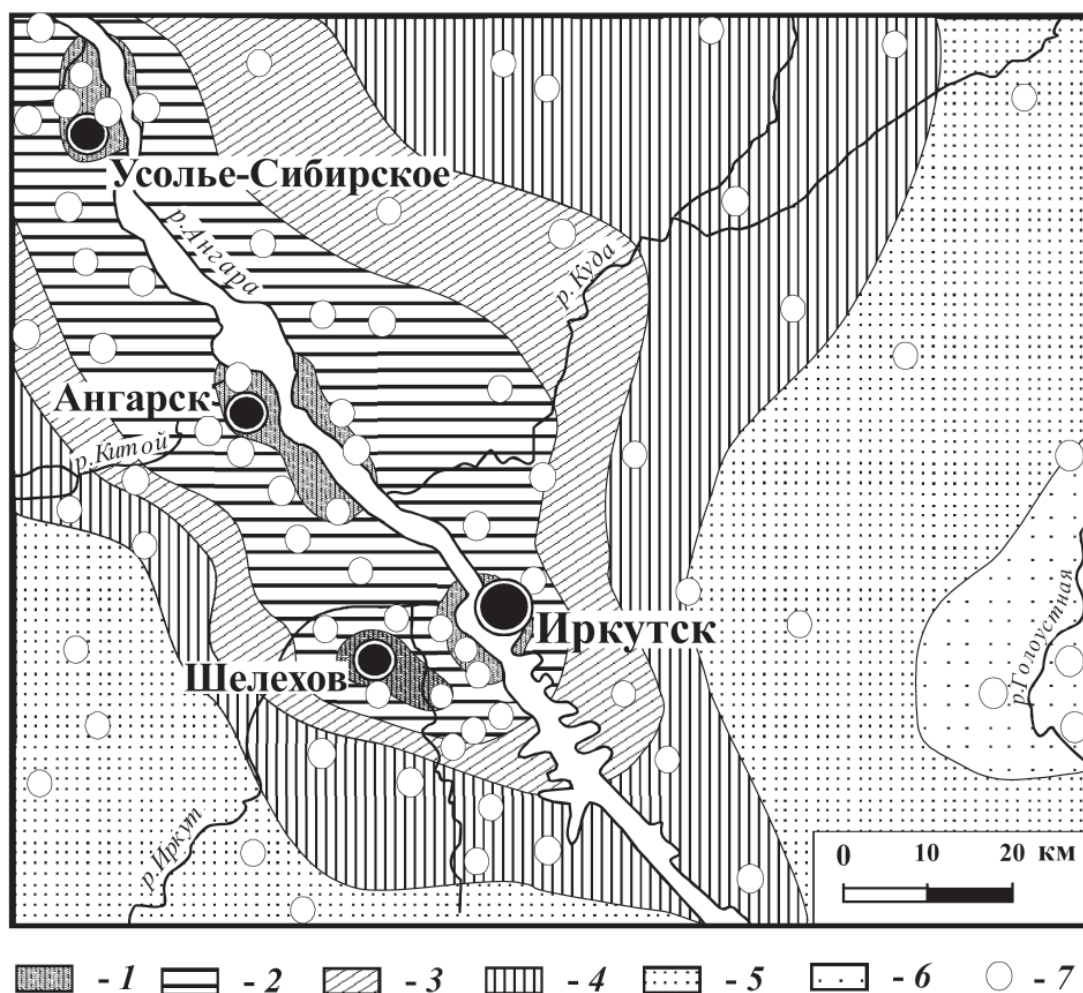 Усолье-Сибирское
р.Ангара
р.Куда
Ангарск
р.Китой
Иркутск
Шелехов
р.Голоустная
р.Иркут
0 10 20 км
- 1 - 2 - 3 - 4 - 5 - 6 - 7